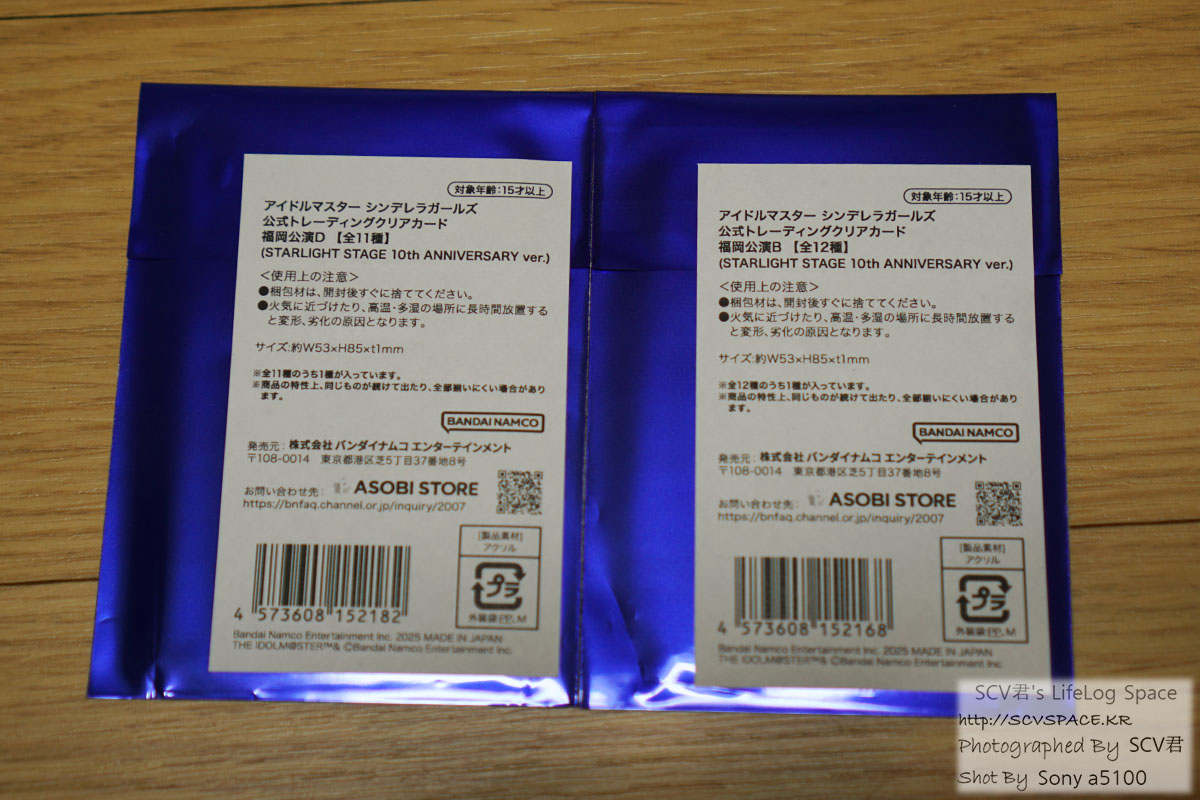 対象年齢:15才以上
アイドルマスター シンデレラガールズ
公式トレーディングクリアカード
福岡公演D 【全11種】
(STARLIGHT STAGE 10th ANNIVERSARY ver.)
<使用上の注意>
●梱包材は、開封後すぐに捨ててください。
●火気に近づけたり、高温・多湿の場所に長時間放置する
と変形、劣化の原因となります。
サイズ:約W53×H85×t1mm
※全11種のうち1種が入っています。
※商品の特性上、同じものが続けて出たり、全部揃いにくい場合があり
ます。
BANDAI NAMCO
発売元:株式会社バンダイナムコエンターテインメント
〒108-0014 東京都港区芝5丁目37番地8号
お問い合わせ先: ASOBI STORE
https://bnfaq.channel.or.jp/inquiry/2007
[製品素材]
アクリル
プラ
外装袋:PP、M
4 573608 152182
Bandai Namco Entertainment Inc. 2025 MADE IN JAPAN
THE IDOLM@STER™& ©Bandai Namco Entertainment Inc.
対象年齢:15才以上
アイドルマスター シンデレラガールズ
公式トレーディングクリアカード
福岡公演B 【全12種】
(STARLIGHT STAGE 10th ANNIVERSARY ver.)
<使用上の注意>
●梱包材は、開封後すぐに捨ててください。
●火気に近づけたり、高温・多湿の場所に長時間放置する
と変形、劣化の原因となります。
サイズ:約W53×H85×t1mm
※全12種のうち1種が入っています。
※商品の特性上、同じものが続けて出たり、全部揃いにくい場合があり
ます。
BANDAI NAMCO
発売元:株式会社バンダイナムコエンターテインメント
〒108-0014 東京都港区芝5丁目37番地8号
お問い合わせ先: ASOBI STORE
https://bnfaq.channel.or.jp/inquiry/2007
[製品素材]
アクリル
プラ
外装袋:PP、M
4 573608 152168
Bandai Namco Entertainment Inc. 2025 MADE IN JAPAN
THE IDOLM@STER™& ©Bandai Namco Entertainment Inc.
SCV君's LifeLog Space
http://SCVSPACE.KR
Photographed By SCV君
Shot By Sony a5100